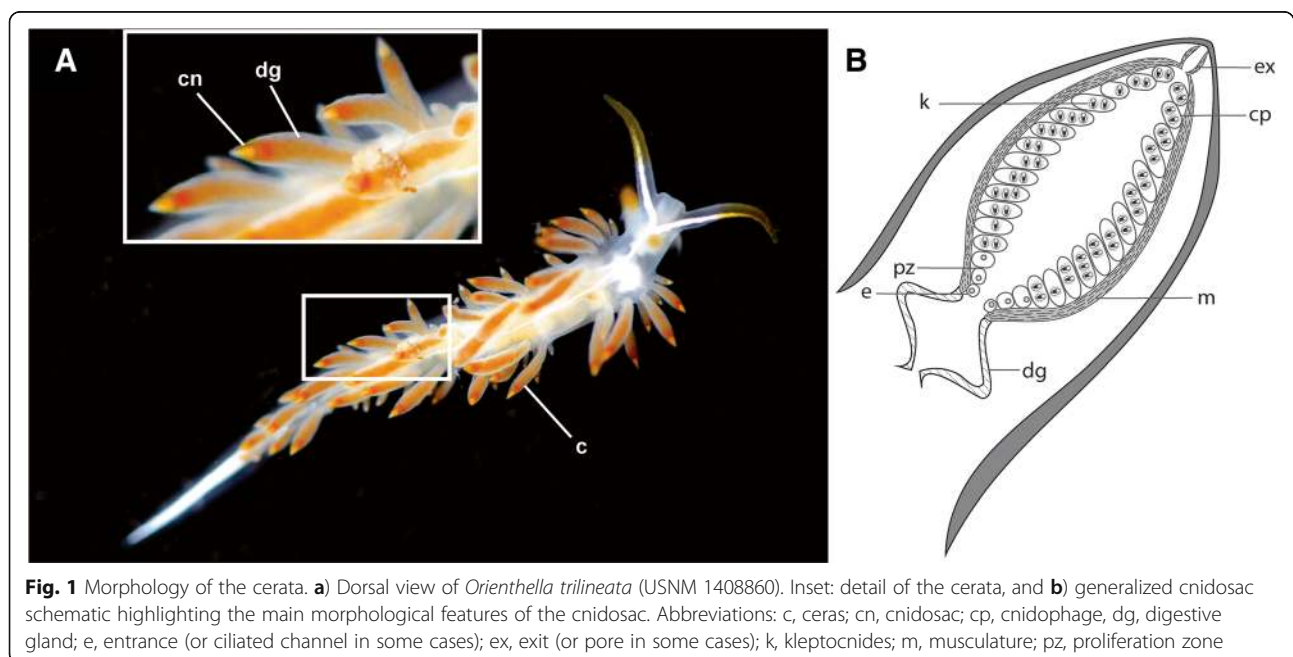 A
cn
dg
c
B
ex
k
cp
pz
e
m
dg
Fig. 1 Morphology of the cerata. a) Dorsal view of Orienthella trilineata (USNM 1408860). Inset: detail of the cerata, and b) generalized cnidosac
schematic highlighting the main morphological features of the cnidosac. Abbreviations: c, ceras; cn, cnidosac; cp, cnidophage, dg, digestive
gland; e, entrance (or ciliated channel in some cases); ex, exit (or pore in some cases); k, kleptocnides; m, musculature; pz, proliferation zone